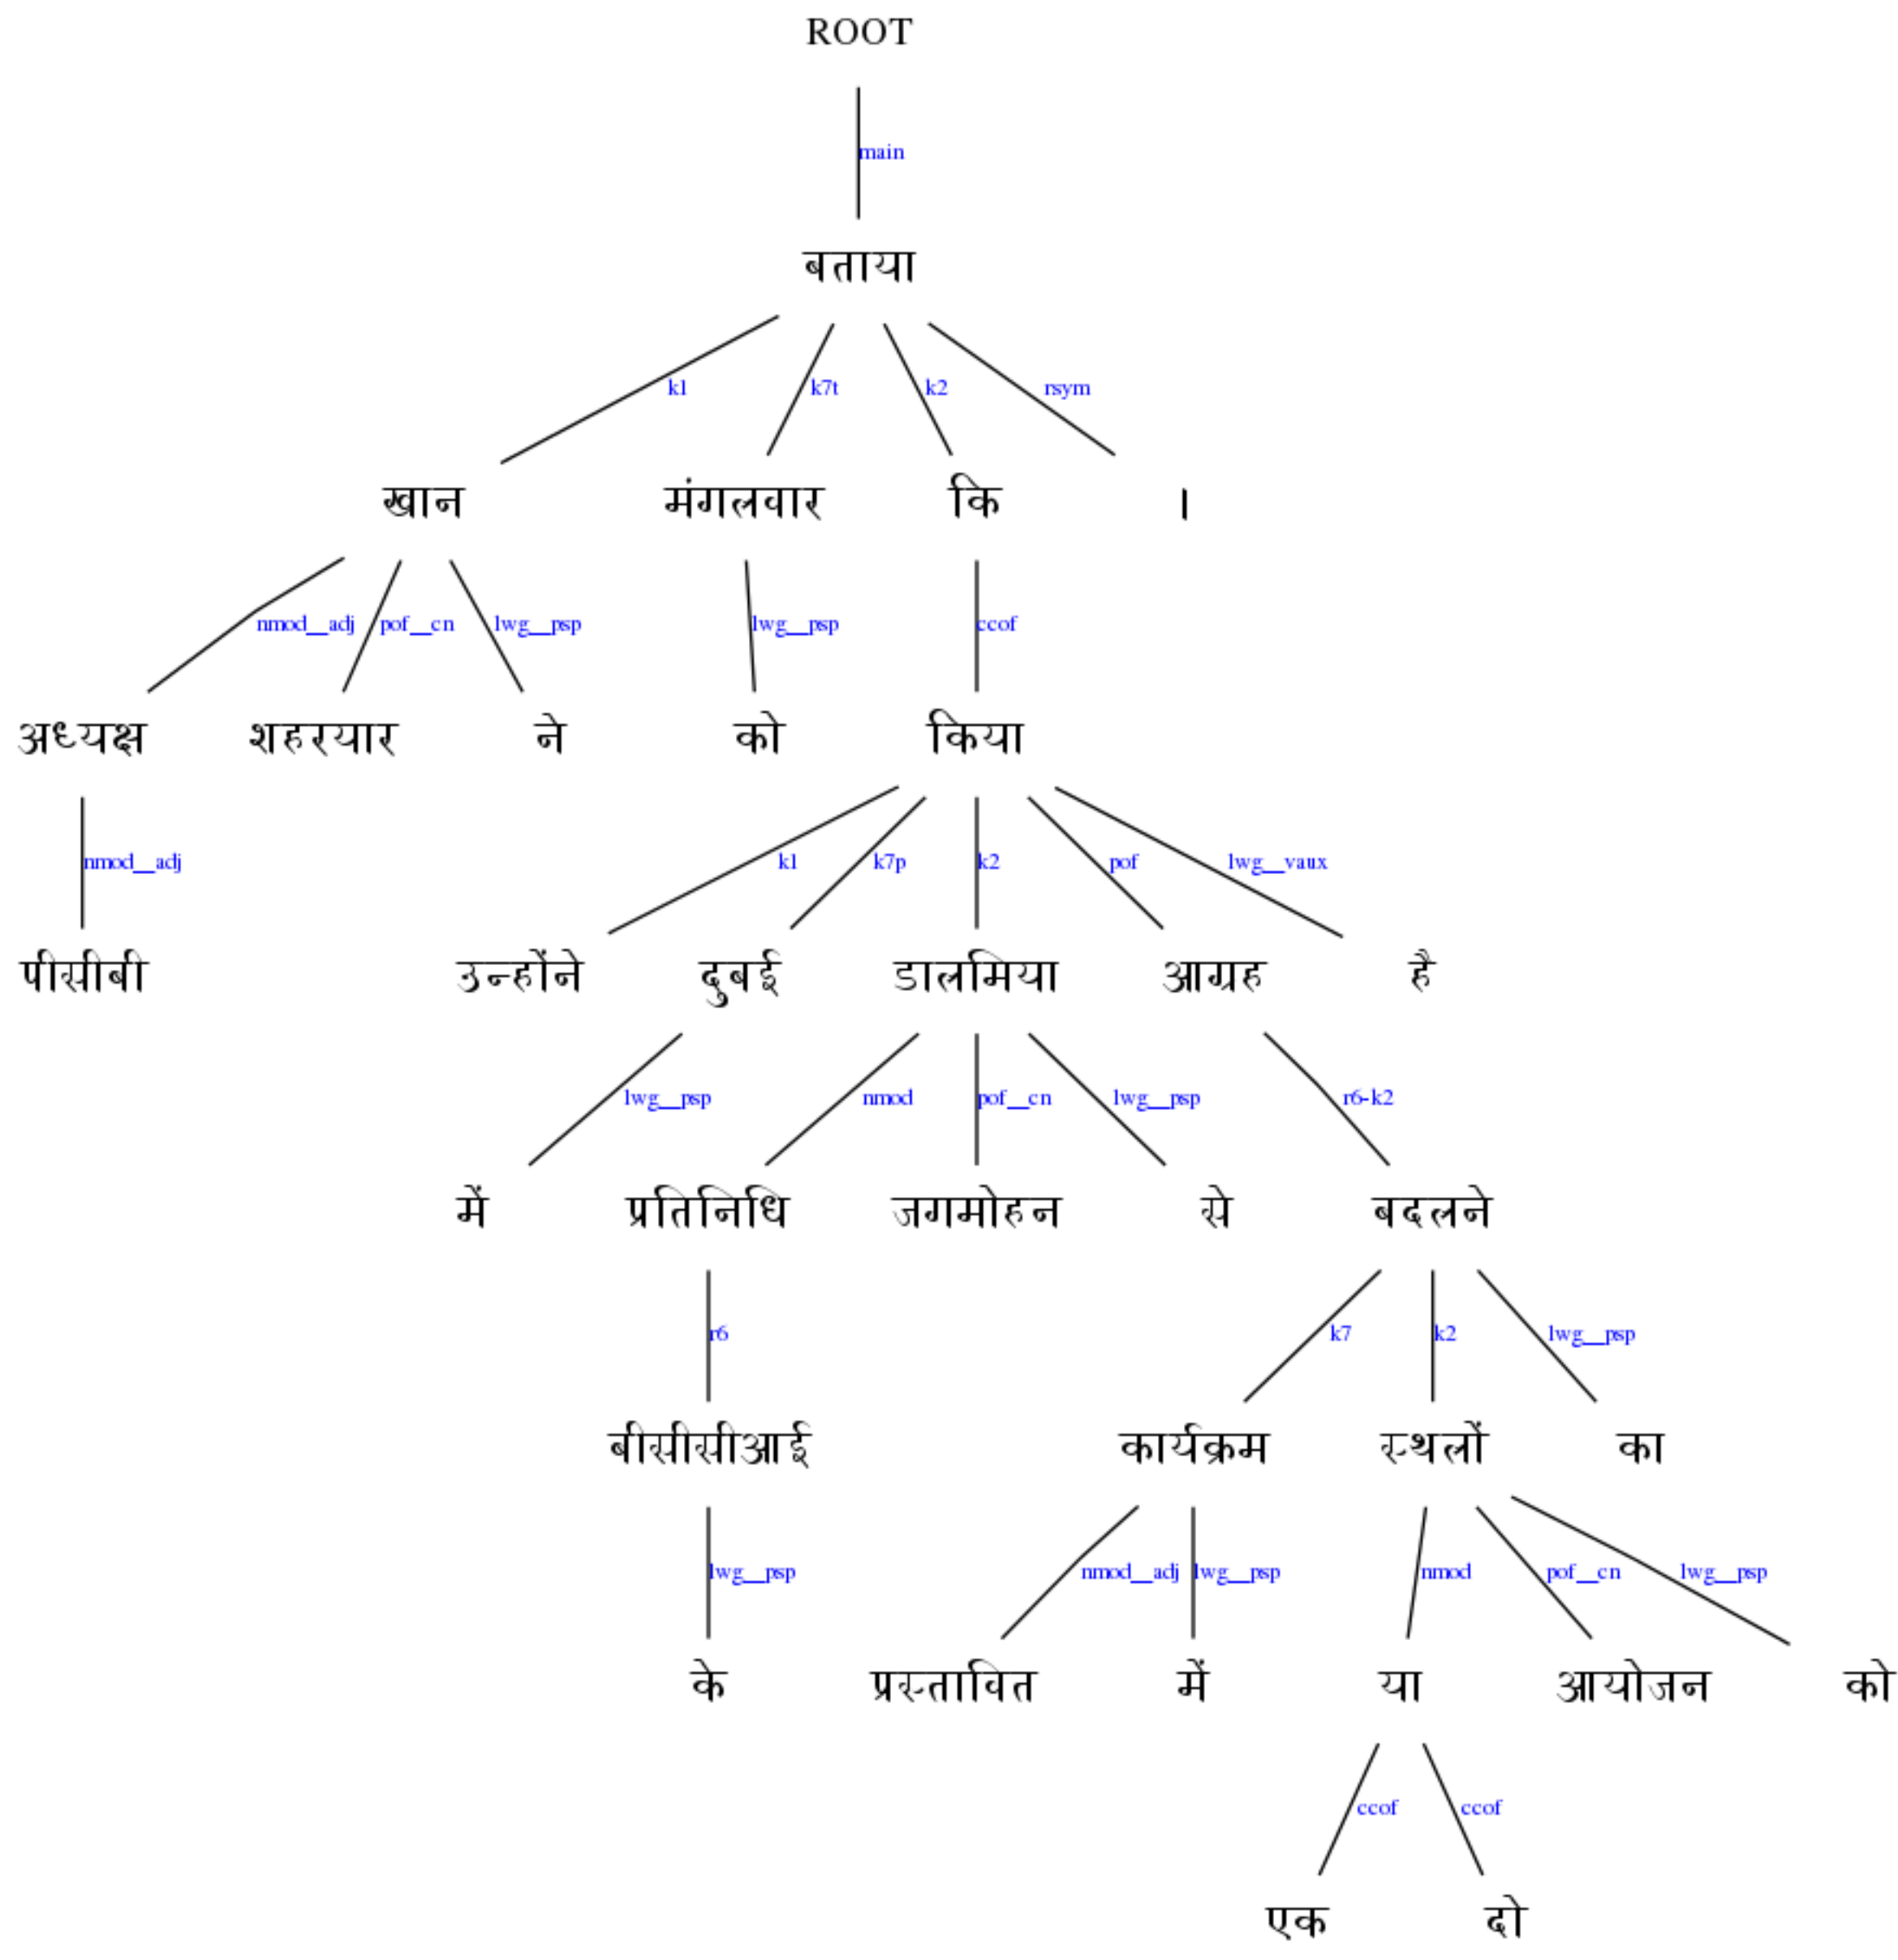 ROOT
main
बताया
k1 k7t k2 rsym
खान मंगलवार कि ।
nmod__adj pof__cn lwg__psp lwg__psp ccof
अध्यक्ष शहरयार ने को किया
nmod__adj k1 k7p k2 pof lwg__vaux
पीसीबी उन्होंने दुबई डालमिया आग्रह है
lwg__psp nmod pof__cn lwg__psp r6-k2
में प्रतिनिधि जगमोहन से बदलने
r6 k7 k2 lwg__psp
बीसीसीआई कार्यक्रम स्थलों का
lwg__psp nmod__adj lwg__psp nmod pof__cn lwg__psp
के प्रस्तावित में या आयोजन को
ccof ccof
एक दो